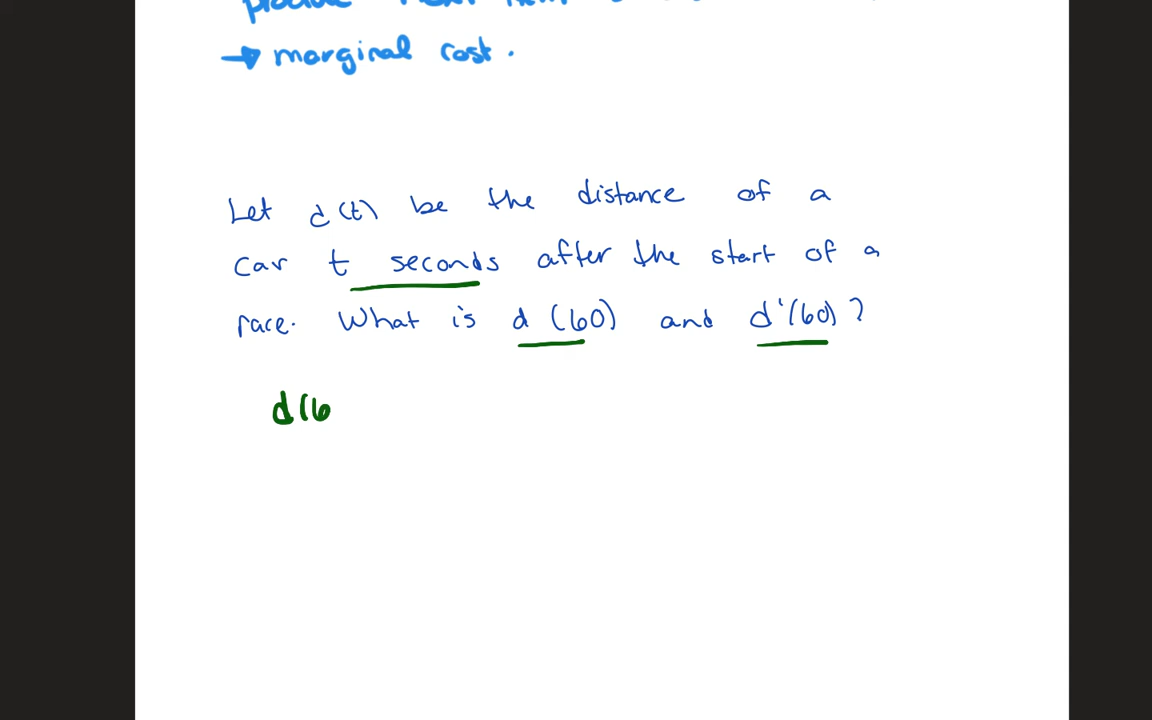 → marginal cost.
Let d(t) be the distance of a
car t seconds after the start of a
race. What is d (60) and d'(60)?
d(6